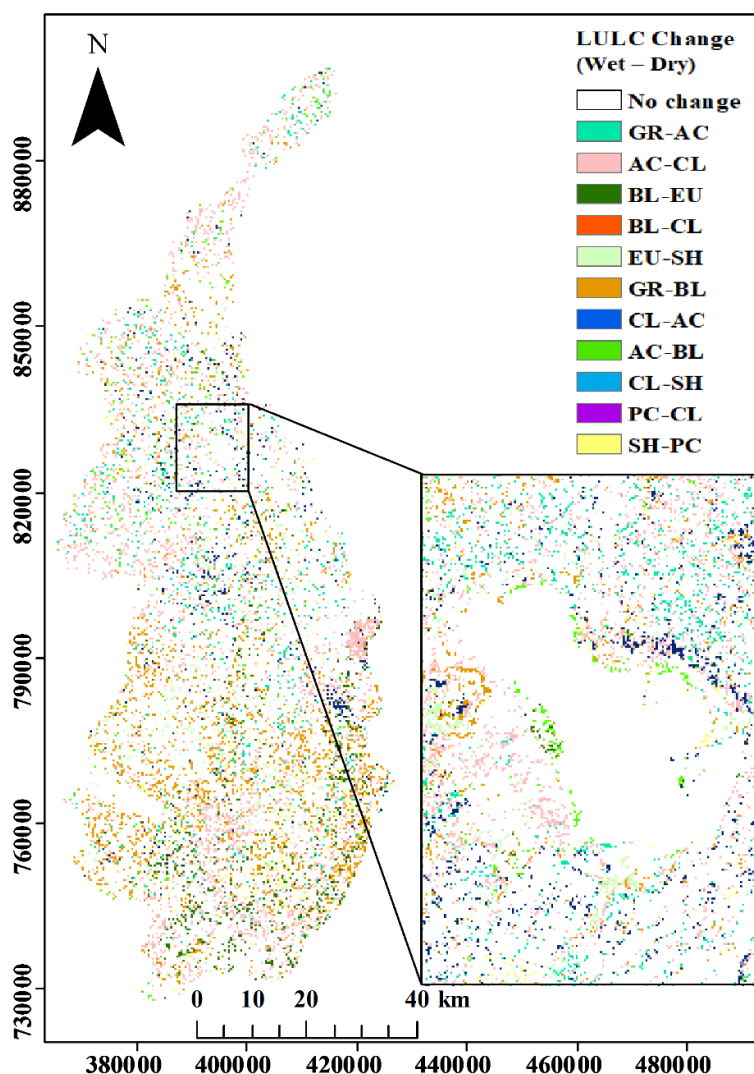 N
LULC Change
(Wet – Dry)
No change
GR-AC
AC-CL
BL-EU
BL-CL
EU-SH
GR-BL
CL-AC
AC-BL
CL-SH
PC-CL
SH-PC
880000
850000
820000
790000
760000
730000
0 10 20 40 km
380000 400000 420000 440000 460000 480000